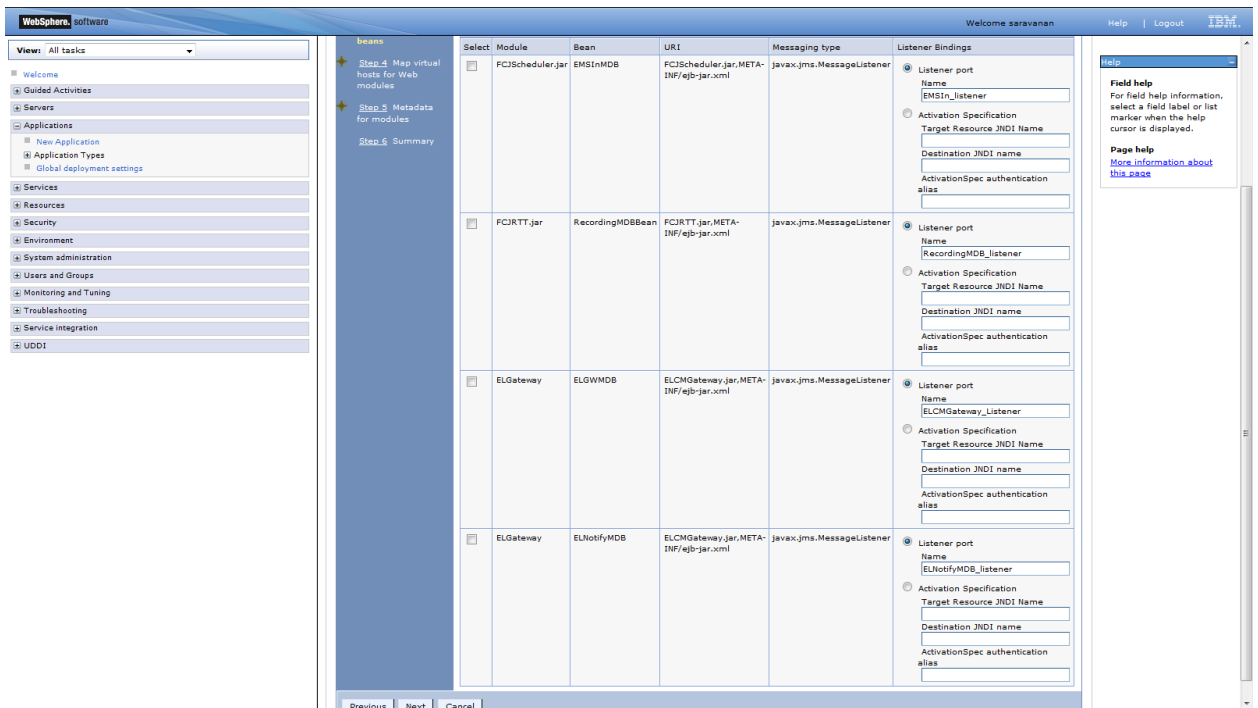 WebSphere. software
Welcome saravanan
Help | Logout
IBM.
View: All tasks
Welcome
Guided Activities
Servers
Applications
New Application
Application Types
Global deployment settings
Services
Resources
Security
Environment
System administration
Users and Groups
Monitoring and Tuning
Troubleshooting
Service integration
UDDI
beans
Step 4 Map virtual
hosts for Web
modules
Step 5 Metadata
for modules
Step 6 Summary
Select Module Bean URI Messaging type Listener Bindings
FCJScheduler.jar EMSInMDB FCJScheduler.jar,META- javax.jms.MessageListener
INF/ejb-jar.xml
Listener port
Name
EMSIn_listener
Activation Specification
Target Resource JNDI Name
Destination JNDI name
ActivationSpec authentication
alias
FCJRTT.jar RecordingMDBBean FCJRTT.jar,META- javax.jms.MessageListener
INF/ejb-jar.xml
Listener port
Name
RecordingMDB_listener
Activation Specification
Target Resource JNDI Name
Destination JNDI name
ActivationSpec authentication
alias
ELGateway ELGWMDB ELCMGateway.jar,META- javax.jms.MessageListener
INF/ejb-jar.xml
Listener port
Name
ELCMGateway_Listener
Activation Specification
Target Resource JNDI Name
Destination JNDI name
ActivationSpec authentication
alias
ELGateway ELNotifyMDB ELCMGateway.jar,META- javax.jms.MessageListener
INF/ejb-jar.xml
Listener port
Name
ELNotifyMDB_listener
Activation Specification
Target Resource JNDI Name
Destination JNDI name
ActivationSpec authentication
alias
Previous Next Cancel
Help
Field help
For field help information,
select a field label or list
marker when the help
cursor is displayed.
Page help
More information about
this page